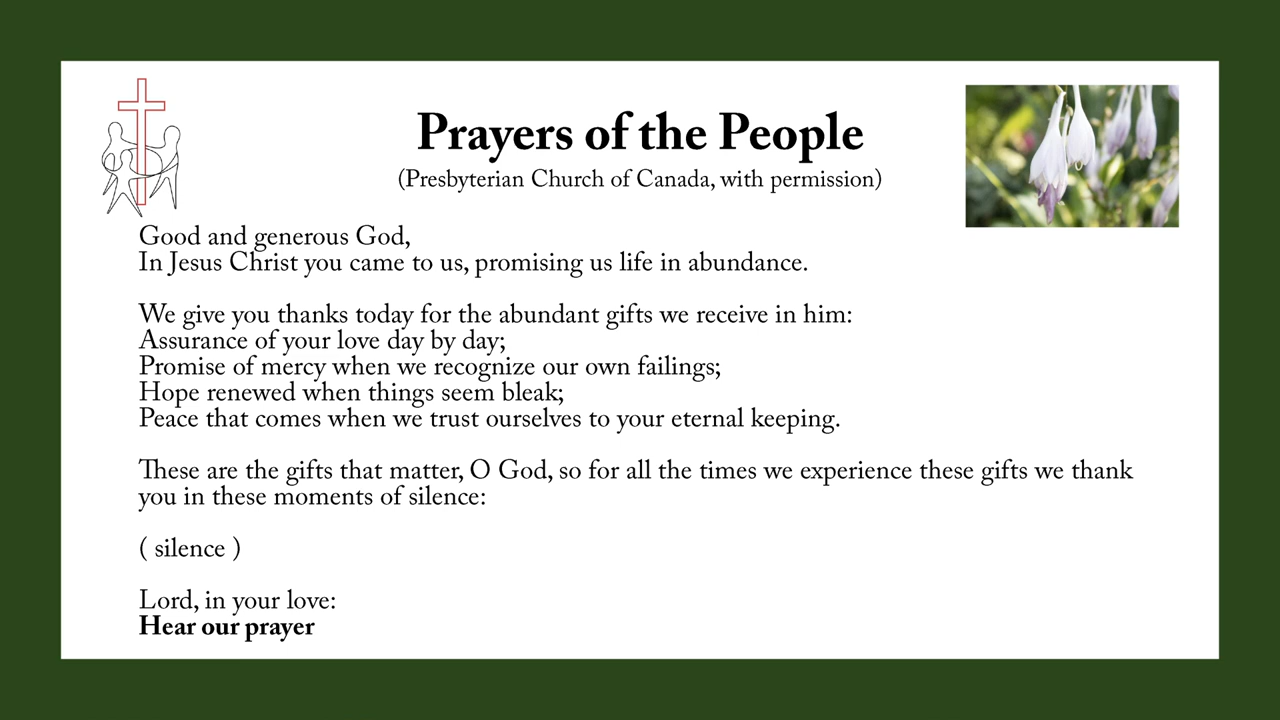 Prayers of the People
(Presbyterian Church of Canada, with permission)
Good and generous God,
In Jesus Christ you came to us, promising us life in abundance.
We give you thanks today for the abundant gifts we receive in him:
Assurance of your love day by day;
Promise of mercy when we recognize our own failings;
Hope renewed when things seem bleak;
Peace that comes when we trust ourselves to your eternal keeping.
These are the gifts that matter, O God, so for all the times we experience these gifts we thank
you in these moments of silence:
( silence )
Lord, in your love:
Hear our prayer